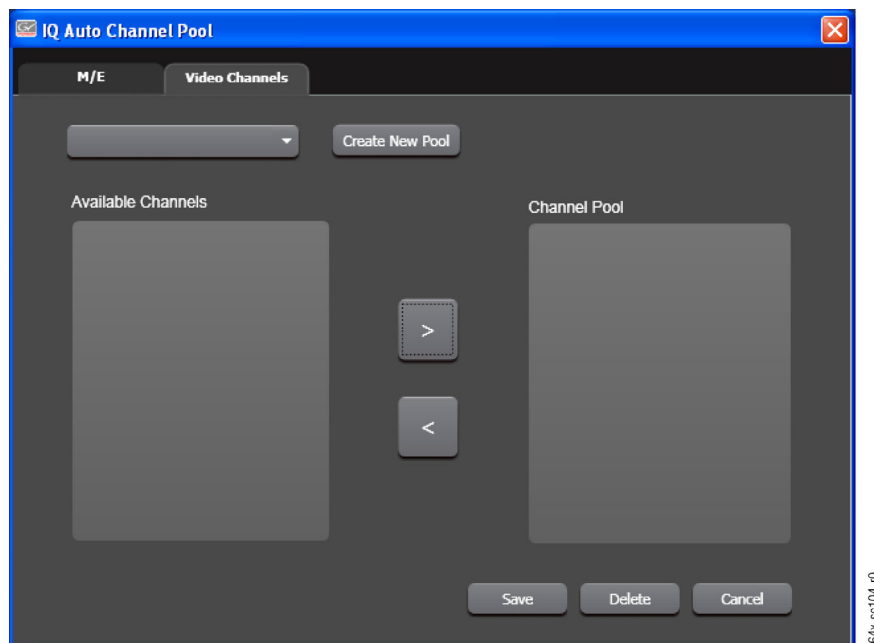 IQ Auto Channel Pool
M/E
Video Channels
Create New Pool
Available Channels
Channel Pool
>
<
Save
Delete
Cancel